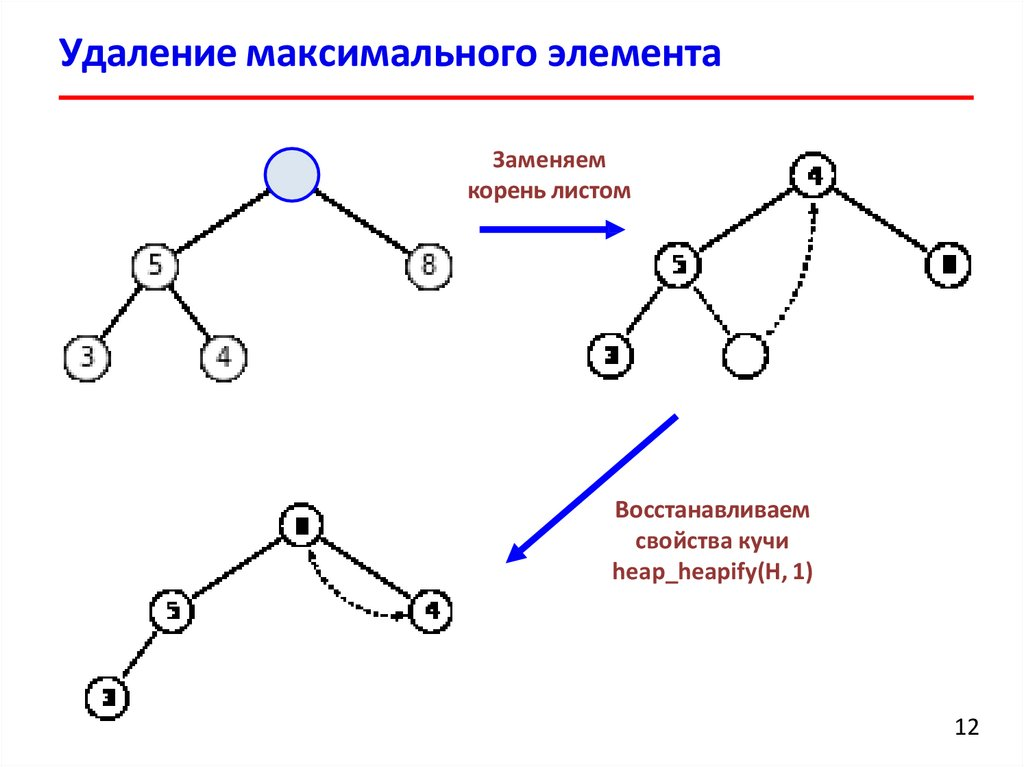 Удаление максимального элемента
Заменяем
корень листом
5
8
3
4
4
5
3
Восстанавливаем
свойства кучи
heap_heapify(H, 1)
5
4
3
12